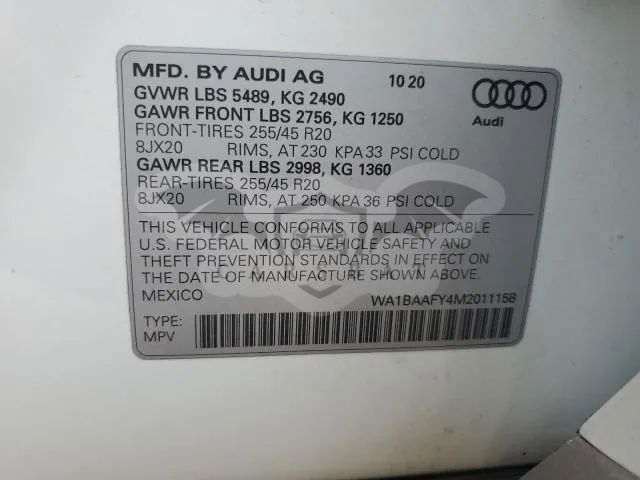 MFD. BY AUDI AG 10 20
GVWR LBS 5489, KG 2490
GAWR FRONT LBS 2756, KG 1250
FRONT-TIRES 255/45 R20
8JX20 RIMS, AT 230 KPA 33 PSI COLD
GAWR REAR LBS 2998, KG 1360
REAR-TIRES 255/45 R20
8JX20 RIMS, AT 250 KPA 36 PSI COLD
Audi
THIS VEHICLE CONFORMS TO ALL APPLICABLE
U.S. FEDERAL MOTOR VEHICLE SAFETY AND
THEFT PREVENTION STANDARDS IN EFFECT ON
THE DATE OF MANUFACTURE SHOWN ABOVE.
MEXICO WA1BAAFY4M2011158
TYPE:
MPV